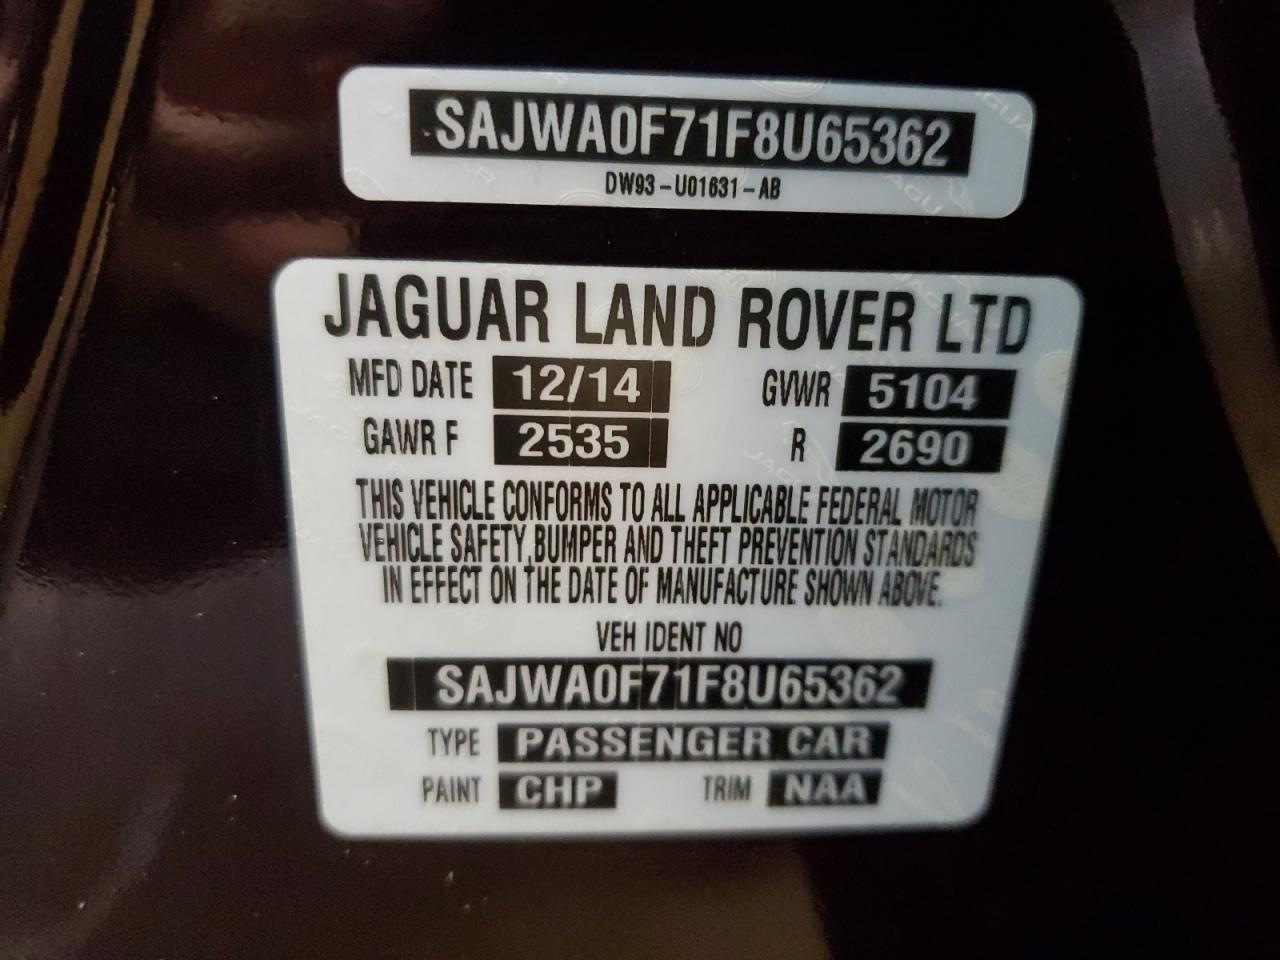 SAJWA0F71F8U65362
DW93-U01631-AB
JAGUAR LAND ROVER LTD
MFD DATE 12/14 GVWR 5104
GAWR F 2535 R 2690
THIS VEHICLE CONFORMS TO ALL APPLICABLE FEDERAL MOTOR
VEHICLE SAFETY,BUMPER AND THEFT PREVENTION STANDARDS
IN EFFECT ON THE DATE OF MANUFACTURE SHOWN ABOVE.
VEH IDENT NO
SAJWA0F71F8U65362
TYPE PASSENGER CAR
PAINT CHP TRIM NAA